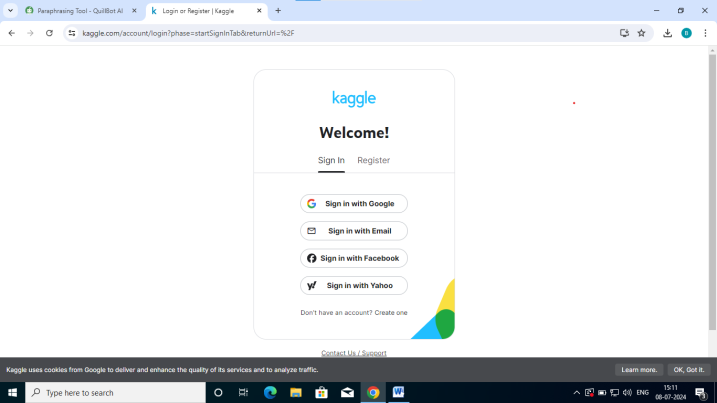 Paraphrasing Tool - QuillBot AI
Login or Register | Kaggle
kaggle.com/account/login?phase=startSignInTab&returnUrl=%2F
B
kaggle
Welcome!
Sign In Register
Sign in with Google
Sign in with Email
Sign in with Facebook
Sign in with Yahoo
Don't have an account? Create one
Contact Us / Support
Kaggle uses cookies from Google to deliver and enhance the quality of its services and to analyze traffic.
Learn more. OK, Got it.
Type here to search
ENG
15:11
08-07-2024
3